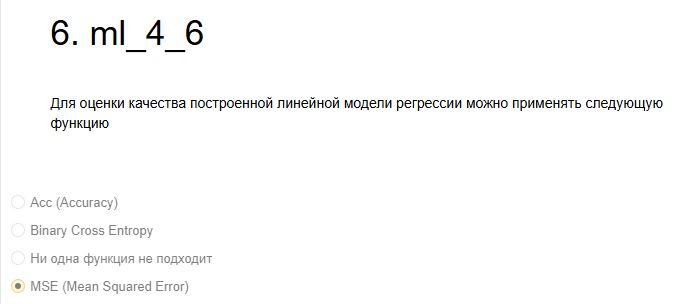 6. ml_4_6
Для оценки качества построенной линейной модели регрессии можно применять следующую
функцию
Acc (Accuracy)
Binary Cross Entropy
Ни одна функция не подходит
MSE (Mean Squared Error)